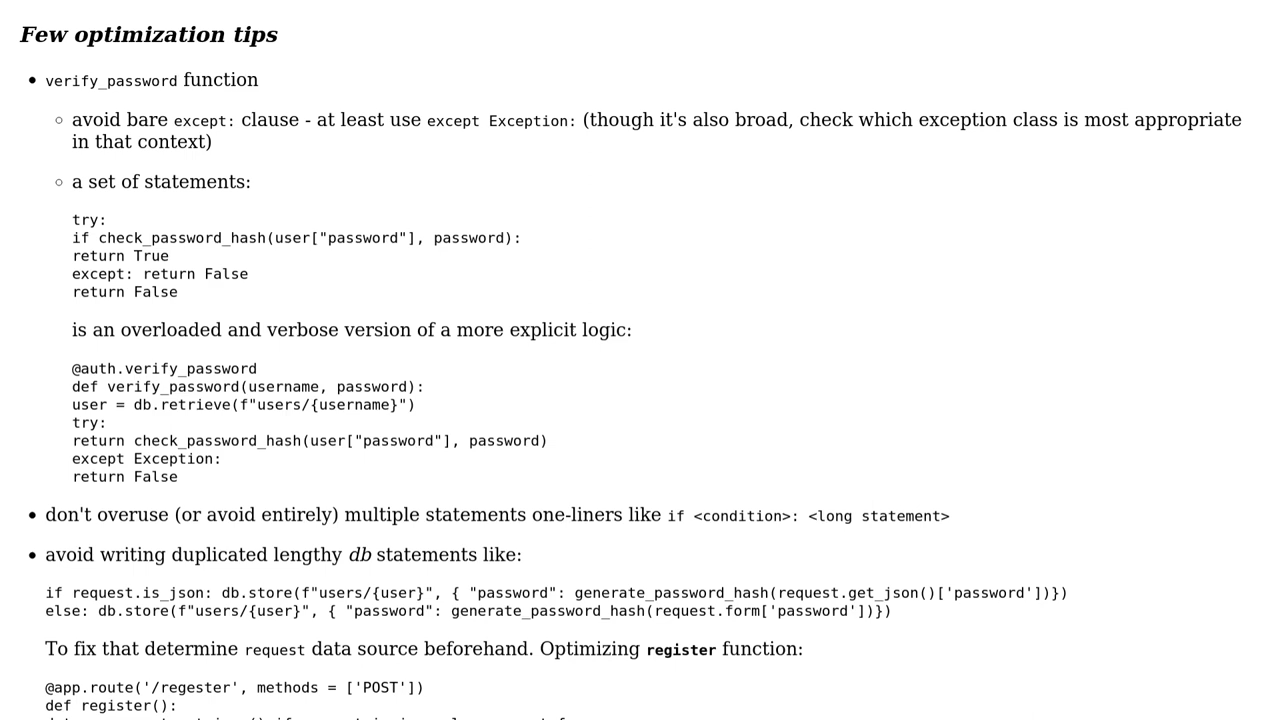 Few optimization tips
verify_password function
avoid bare except: clause - at least use except Exception: (though it's also broad, check which exception class is most appropriate
in that context)
a set of statements:
try:
if check_password_hash(user["password"], password):
return True
except: return False
return False
is an overloaded and verbose version of a more explicit logic:
@auth.verify_password
def verify_password(username, password):
user = db.retrieve(f"users/{username}")
try:
return check_password_hash(user["password"], password)
except Exception:
return False
don't overuse (or avoid entirely) multiple statements one-liners like if <condition>: <long statement>
avoid writing duplicated lengthy db statements like:
if request.is_json: db.store(f"users/{user}", { "password": generate_password_hash(request.get_json()['password'])})
else: db.store(f"users/{user}", { "password": generate_password_hash(request.form['password'])})
To fix that determine request data source beforehand. Optimizing register function:
@app.route('/regester', methods = ['POST'])
def register():